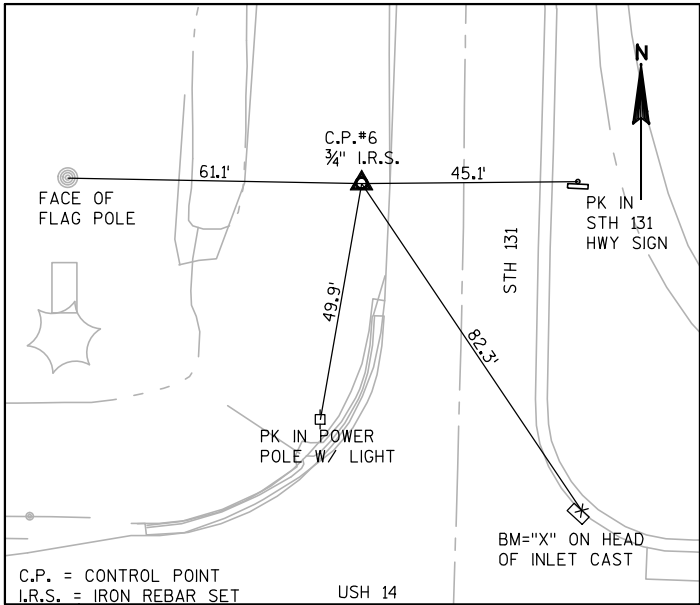 N
C.P.#6
¾" I.R.S.
61.1'
45.1'
FACE OF
FLAG POLE
PK IN
STH 131
HWY SIGN
STH 131
49.9'
82.3'
PK IN POWER
POLE W/ LIGHT
BM="X" ON HEAD
OF INLET CAST
C.P. = CONTROL POINT
I.R.S. = IRON REBAR SET
USH 14